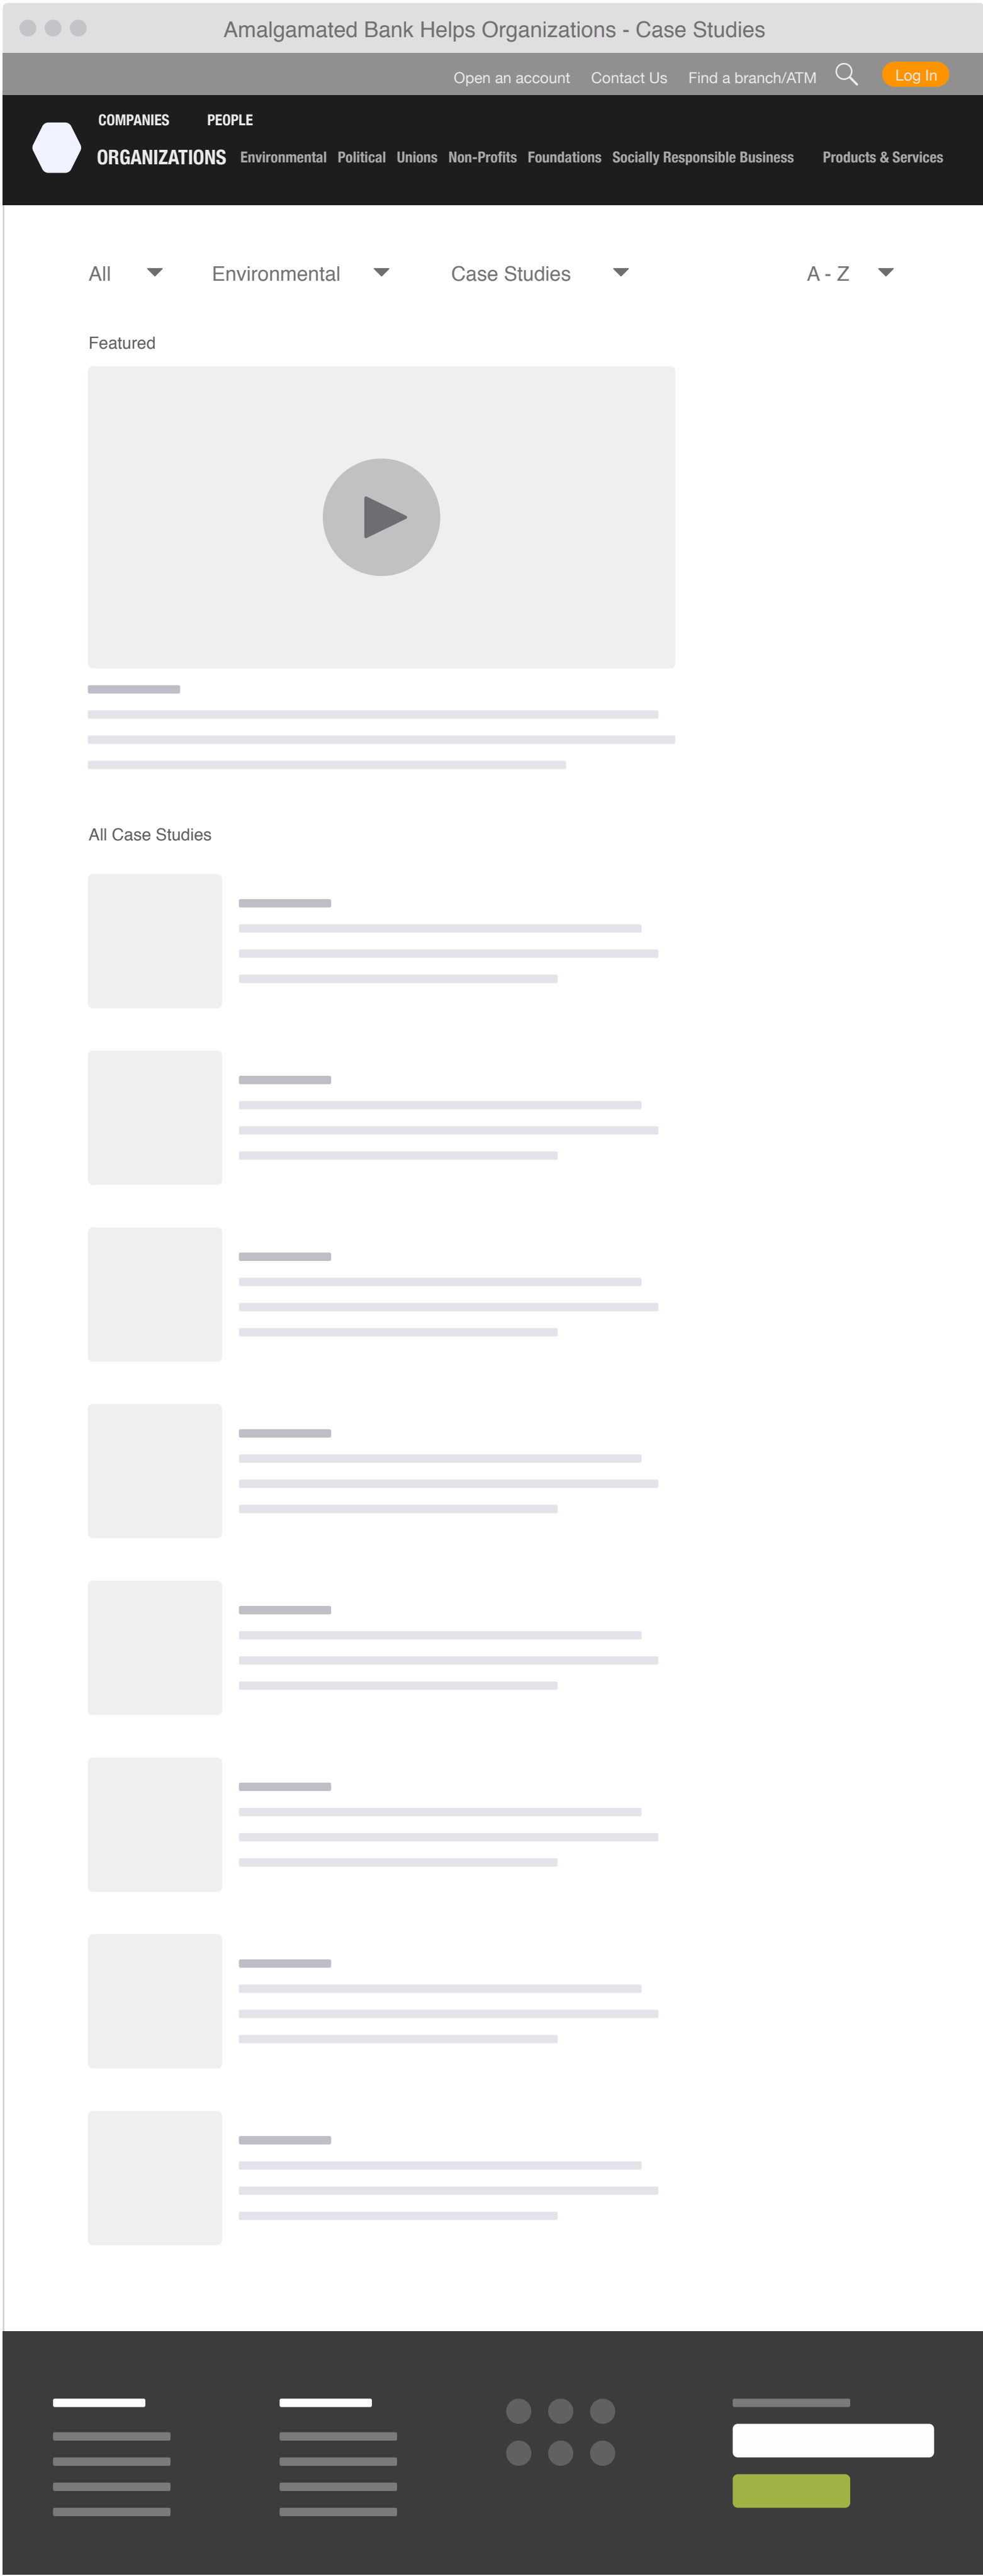 Amalgamated Bank Helps Organizations - Case Studies
Open an account Contact Us Find a branch/ATM Log In
COMPANIES PEOPLE
ORGANIZATIONS Environmental Political Unions Non-Profits Foundations Socially Responsible Business Products & Services
All Environmental Case Studies A - Z
Featured
All Case Studies